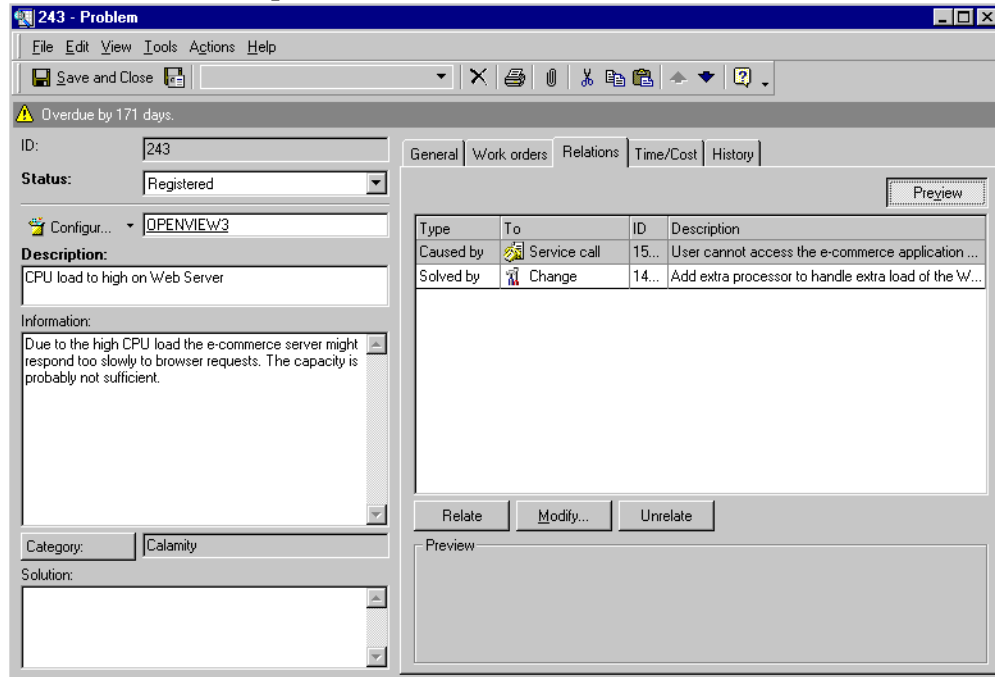 243 - Problem
File Edit View Tools Actions Help
Save and Close
Overdue by 171 days.
ID: 243
Status: Registered
Configur... OPENVIEW3
Description:
CPU load to high on Web Server
Information:
Due to the high CPU load the e-commerce server might
respond too slowly to browser requests. The capacity is
probably not sufficient.
Category: Calamity
Solution:
General Work orders Relations Time/Cost History
Preview
Type To ID Description
Caused by Service call 15... User cannot access the e-commerce application ...
Solved by Change 14... Add extra processor to handle extra load of the W...
Relate Modify... Unrelate
Preview